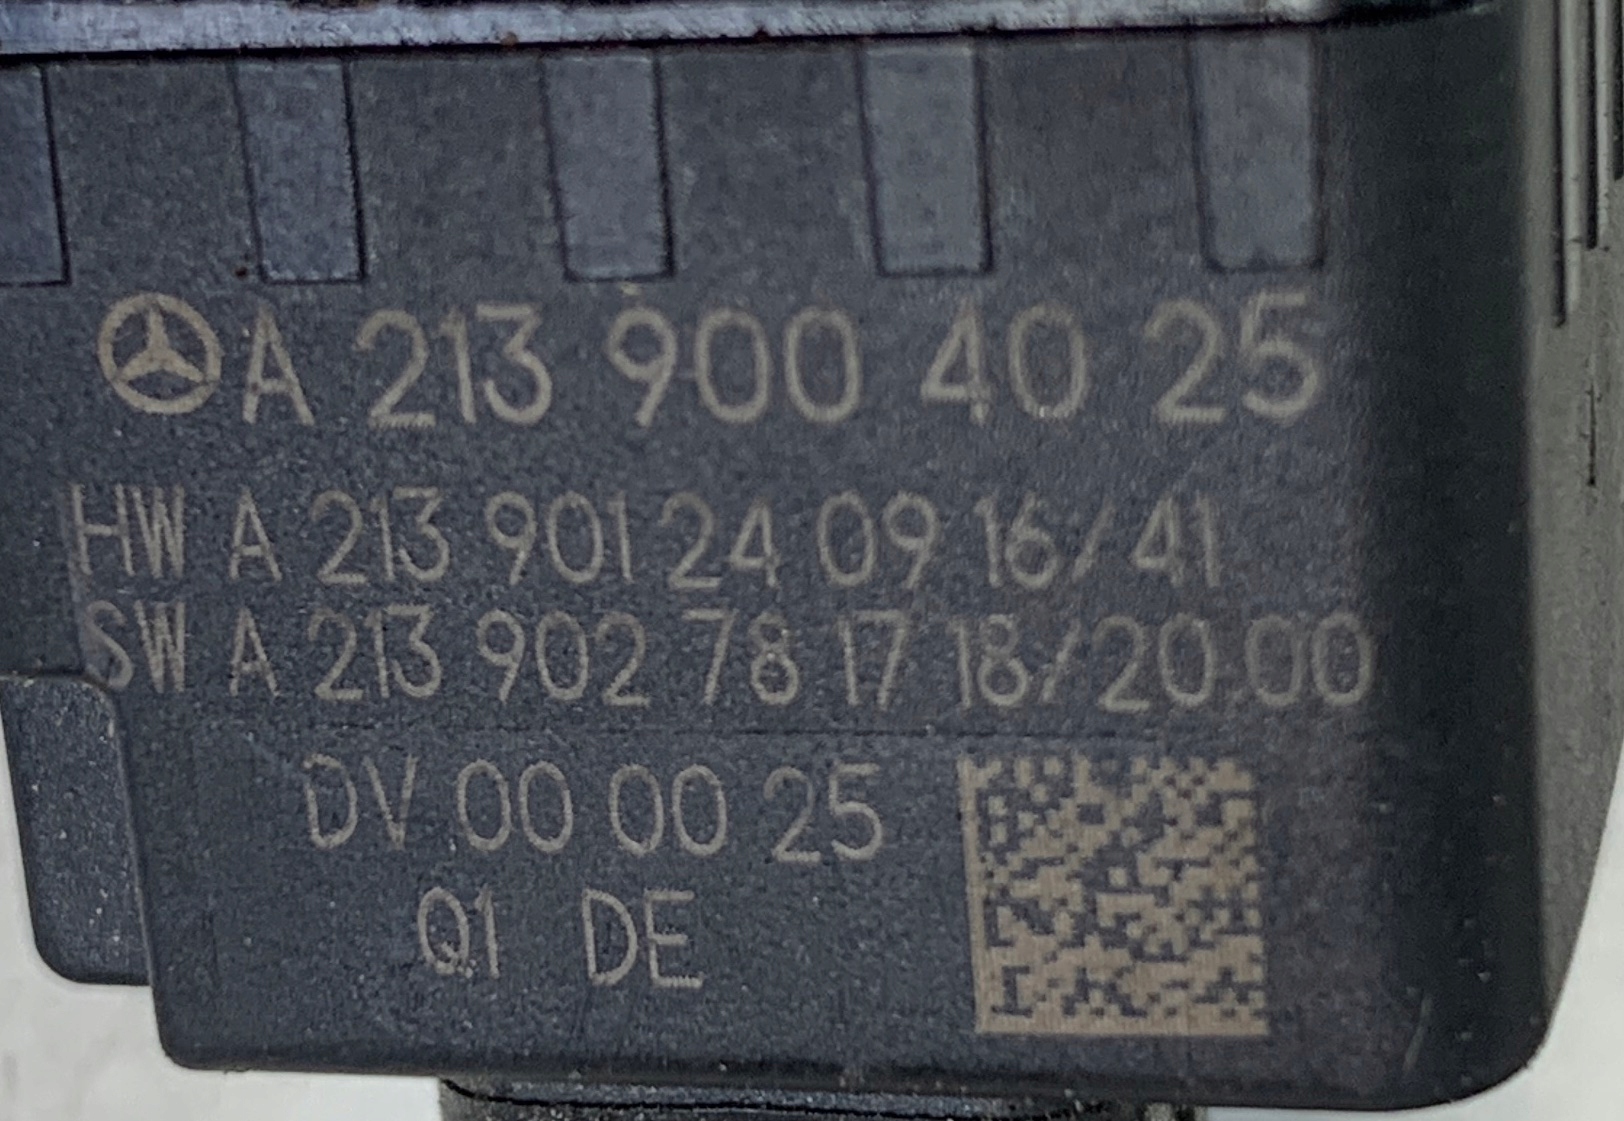 A 213 900 40 25
HW A 213 901 24 09 16/41
SW A 213 902 78 17 18/20 00
DV 00 00 25
Q1 DE